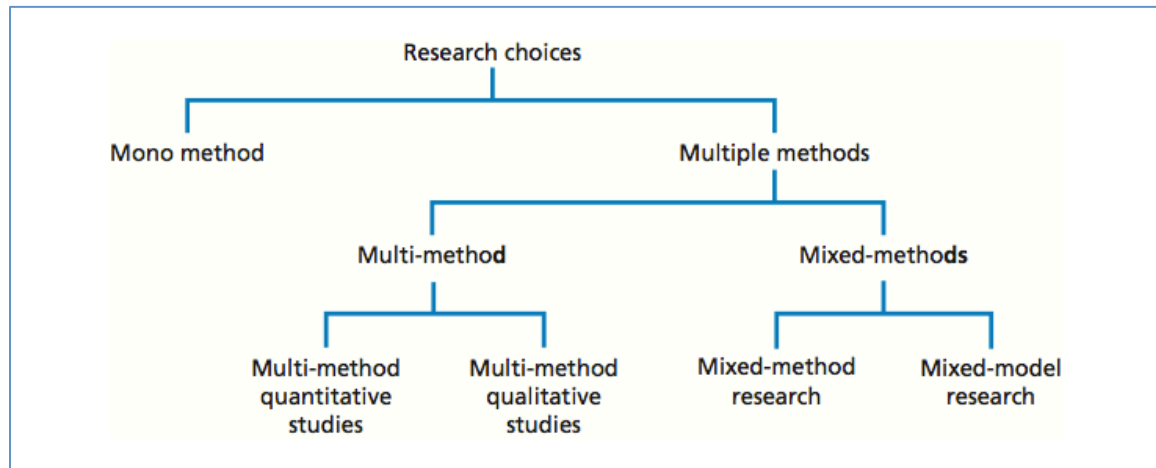 Research choices
Mono method
Multiple methods
Multi-method
Mixed-methods
Multi-method
quantitative
studies
Multi-method
qualitative
studies
Mixed-method
research
Mixed-model
research